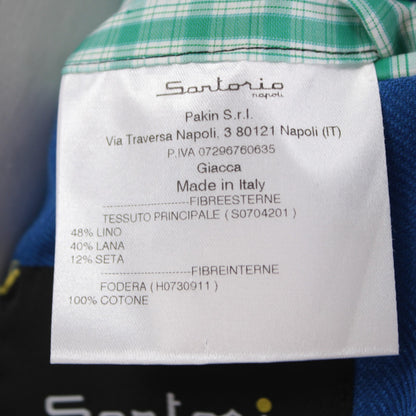 Sartorio
napoli
Pakin S.r.l.
Via Traversa Napoli, 3 80121 Napoli (IT)
P.IVA 07296760635
Giacca
Made in Italy
--------------------FIBREESTERNE--------------------
TESSUTO PRINCIPALE ( S0704201 )
48% LINO
40% LANA
12% SETA
--------------------FIBREINTERNE--------------------
FODERA ( H0730911 )
100% COTONE
Sartori